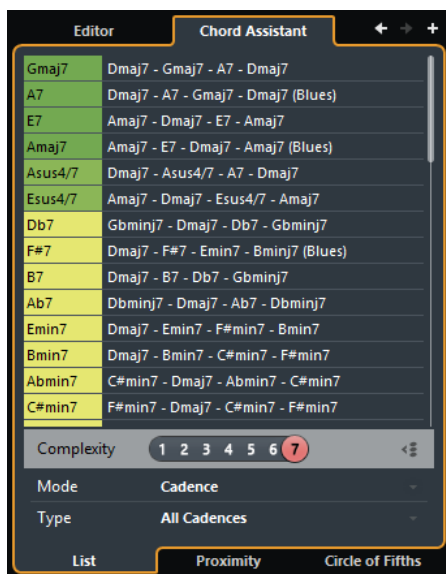 Editor Chord Assistant
Gmaj7 Dmaj7 - Gmaj7 - A7 - Dmaj7
A7 Dmaj7 - A7 - Gmaj7 - Dmaj7 (Blues)
E7 Amaj7 - Dmaj7 - E7 - Amaj7
Amaj7 Amaj7 - E7 - Dmaj7 - Amaj7 (Blues)
Asus4/7 Dmaj7 - Asus4/7 - A7 - Dmaj7
Esus4/7 Amaj7 - Dmaj7 - Esus4/7 - Amaj7
Db7 Gbminj7 - Dmaj7 - Db7 - Gbminj7
F#7 Dmaj7 - F#7 - Emin7 - Bminj7 (Blues)
B7 Dmaj7 - B7 - Db7 - Gbminj7
Ab7 Dbminj7 - Dmaj7 - Ab7 - Dbminj7
Emin7 Dmaj7 - Emin7 - F#min7 - Bmin7
Bmin7 Dmaj7 - Bmin7 - C#min7 - F#min7
Abmin7 C#min7 - Dmaj7 - Abmin7 - C#min7
C#min7 F#min7 - Dmaj7 - C#min7 - F#min7
Complexity 1 2 3 4 5 6 7
Mode Cadence
Type All Cadences
List Proximity Circle of Fifths